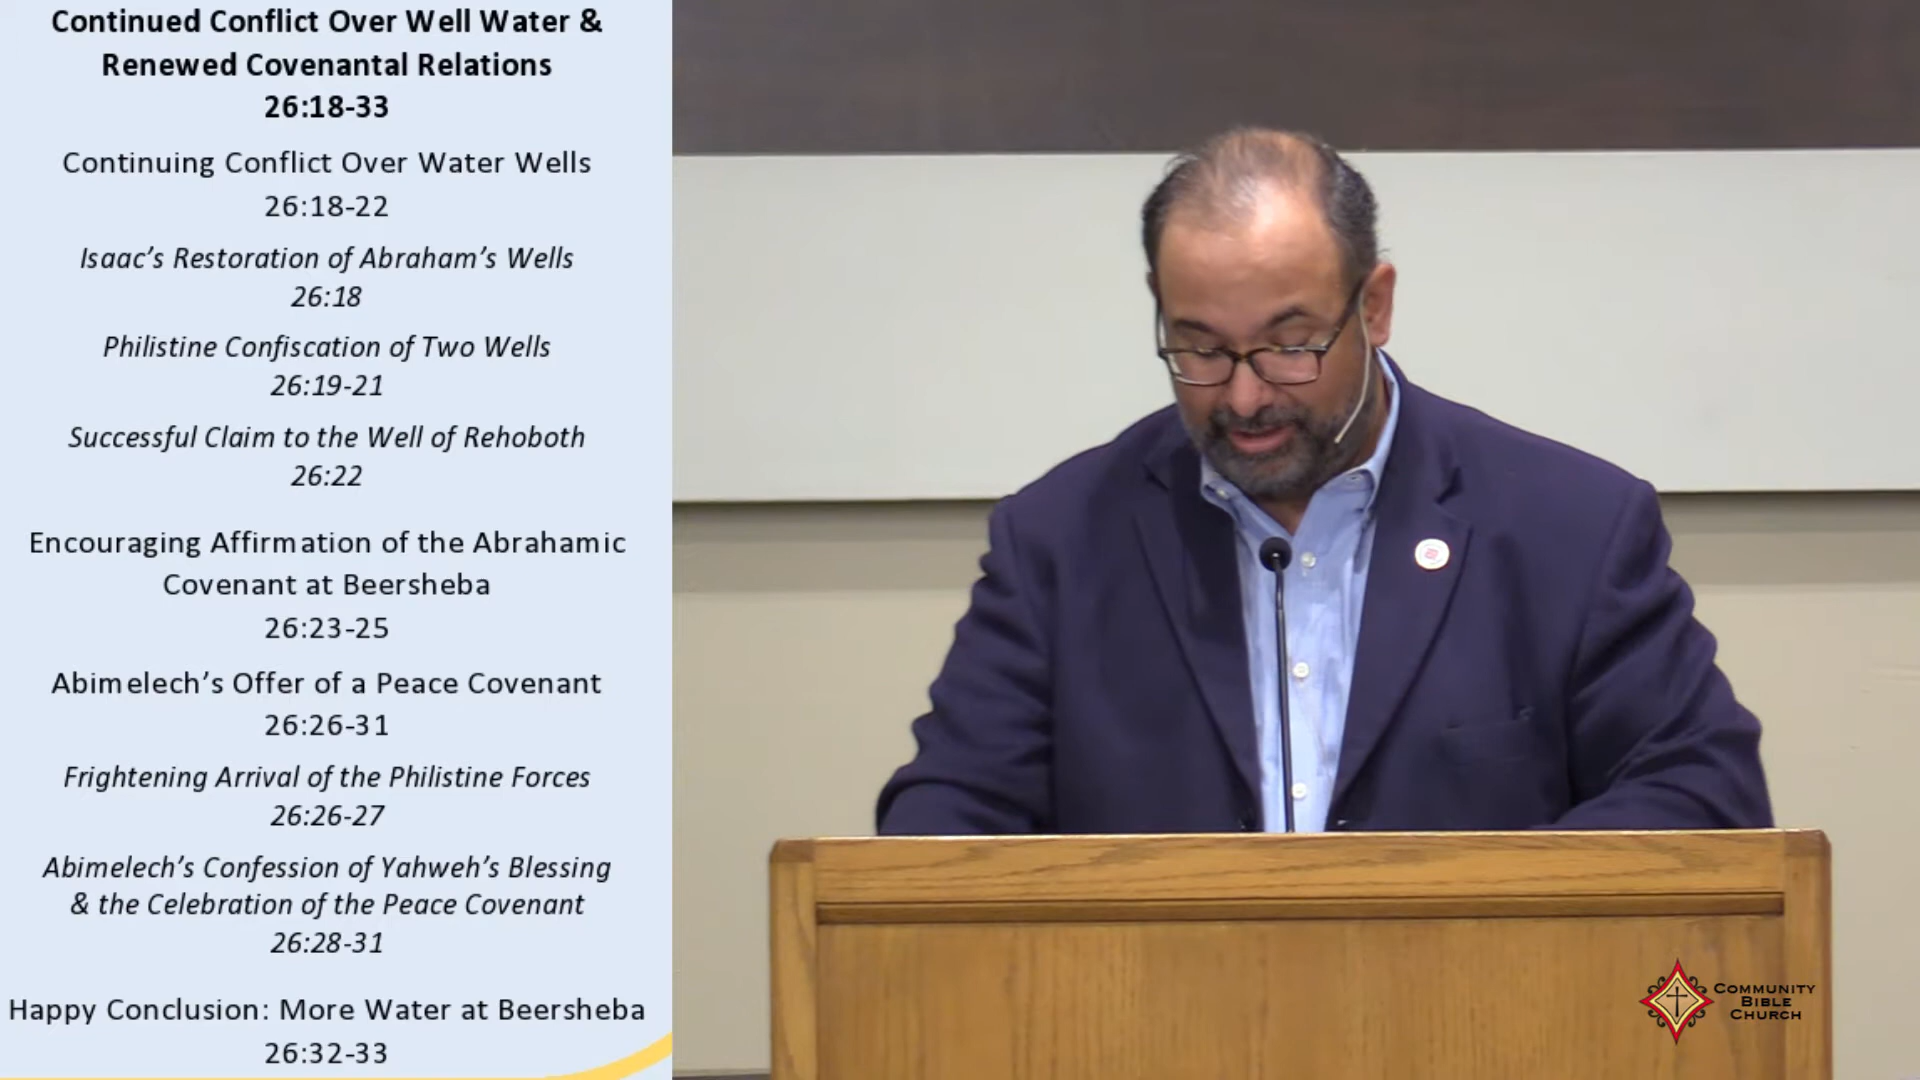 Continued Conflict Over Well Water &
Renewed Covenantal Relations
26:18-33
Continuing Conflict Over Water Wells
26:18-22
Isaac’s Restoration of Abraham’s Wells
26:18
Philistine Confiscation of Two Wells
26:19-21
Successful Claim to the Well of Rehoboth
26:22
Encouraging Affirmation of the Abrahamic
Covenant at Beersheba
26:23-25
Abimelech’s Offer of a Peace Covenant
26:26-31
Frightening Arrival of the Philistine Forces
26:26-27
Abimelech’s Confession of Yahweh’s Blessing
& the Celebration of the Peace Covenant
26:28-31
Happy Conclusion: More Water at Beersheba
26:32-33
COMMUNITY
BIBLE
CHURCH